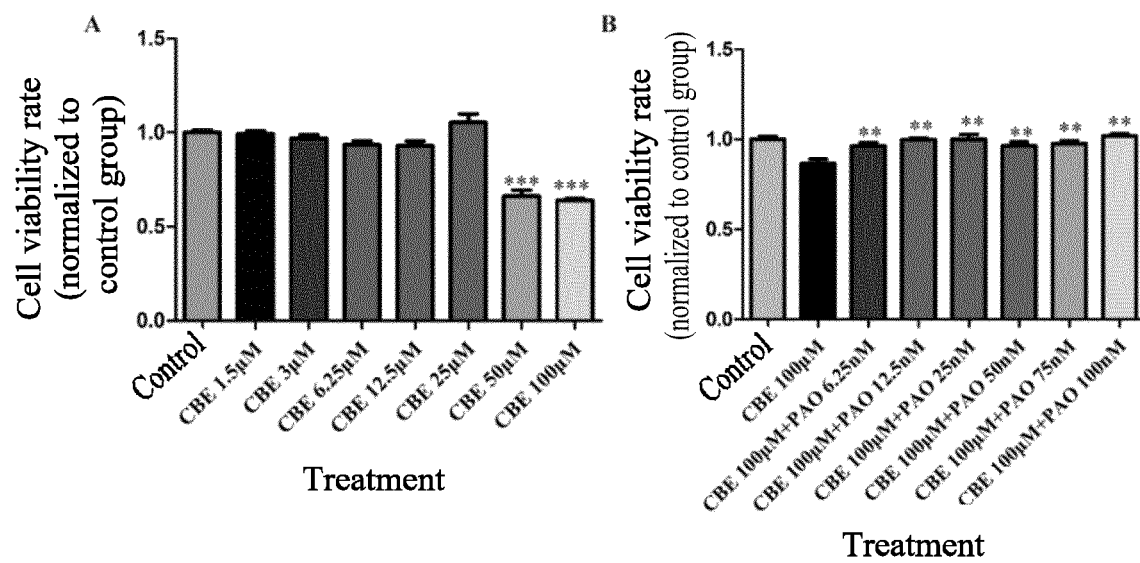 A
Cell viability rate
(normalized to
control group)
1.5
1.0
0.5
0.0
***
***
Control
CBE 1.5μM
CBE 3μM
CBE 6.25μM
CBE 12.5μM
CBE 25μM
CBE 50μM
CBE 100μM
Treatment
B
Cell viability rate
(normalized to control group)
1.5
1.0
0.5
0.0
**
**
**
**
**
**
Control
CBE 100μM
CBE 100μM+PAO 6.25nM
CBE 100μM+PAO 12.5nM
CBE 100μM+PAO 25nM
CBE 100μM+PAO 50nM
CBE 100μM+PAO 75nM
CBE 100μM+PAO 100nM
Treatment